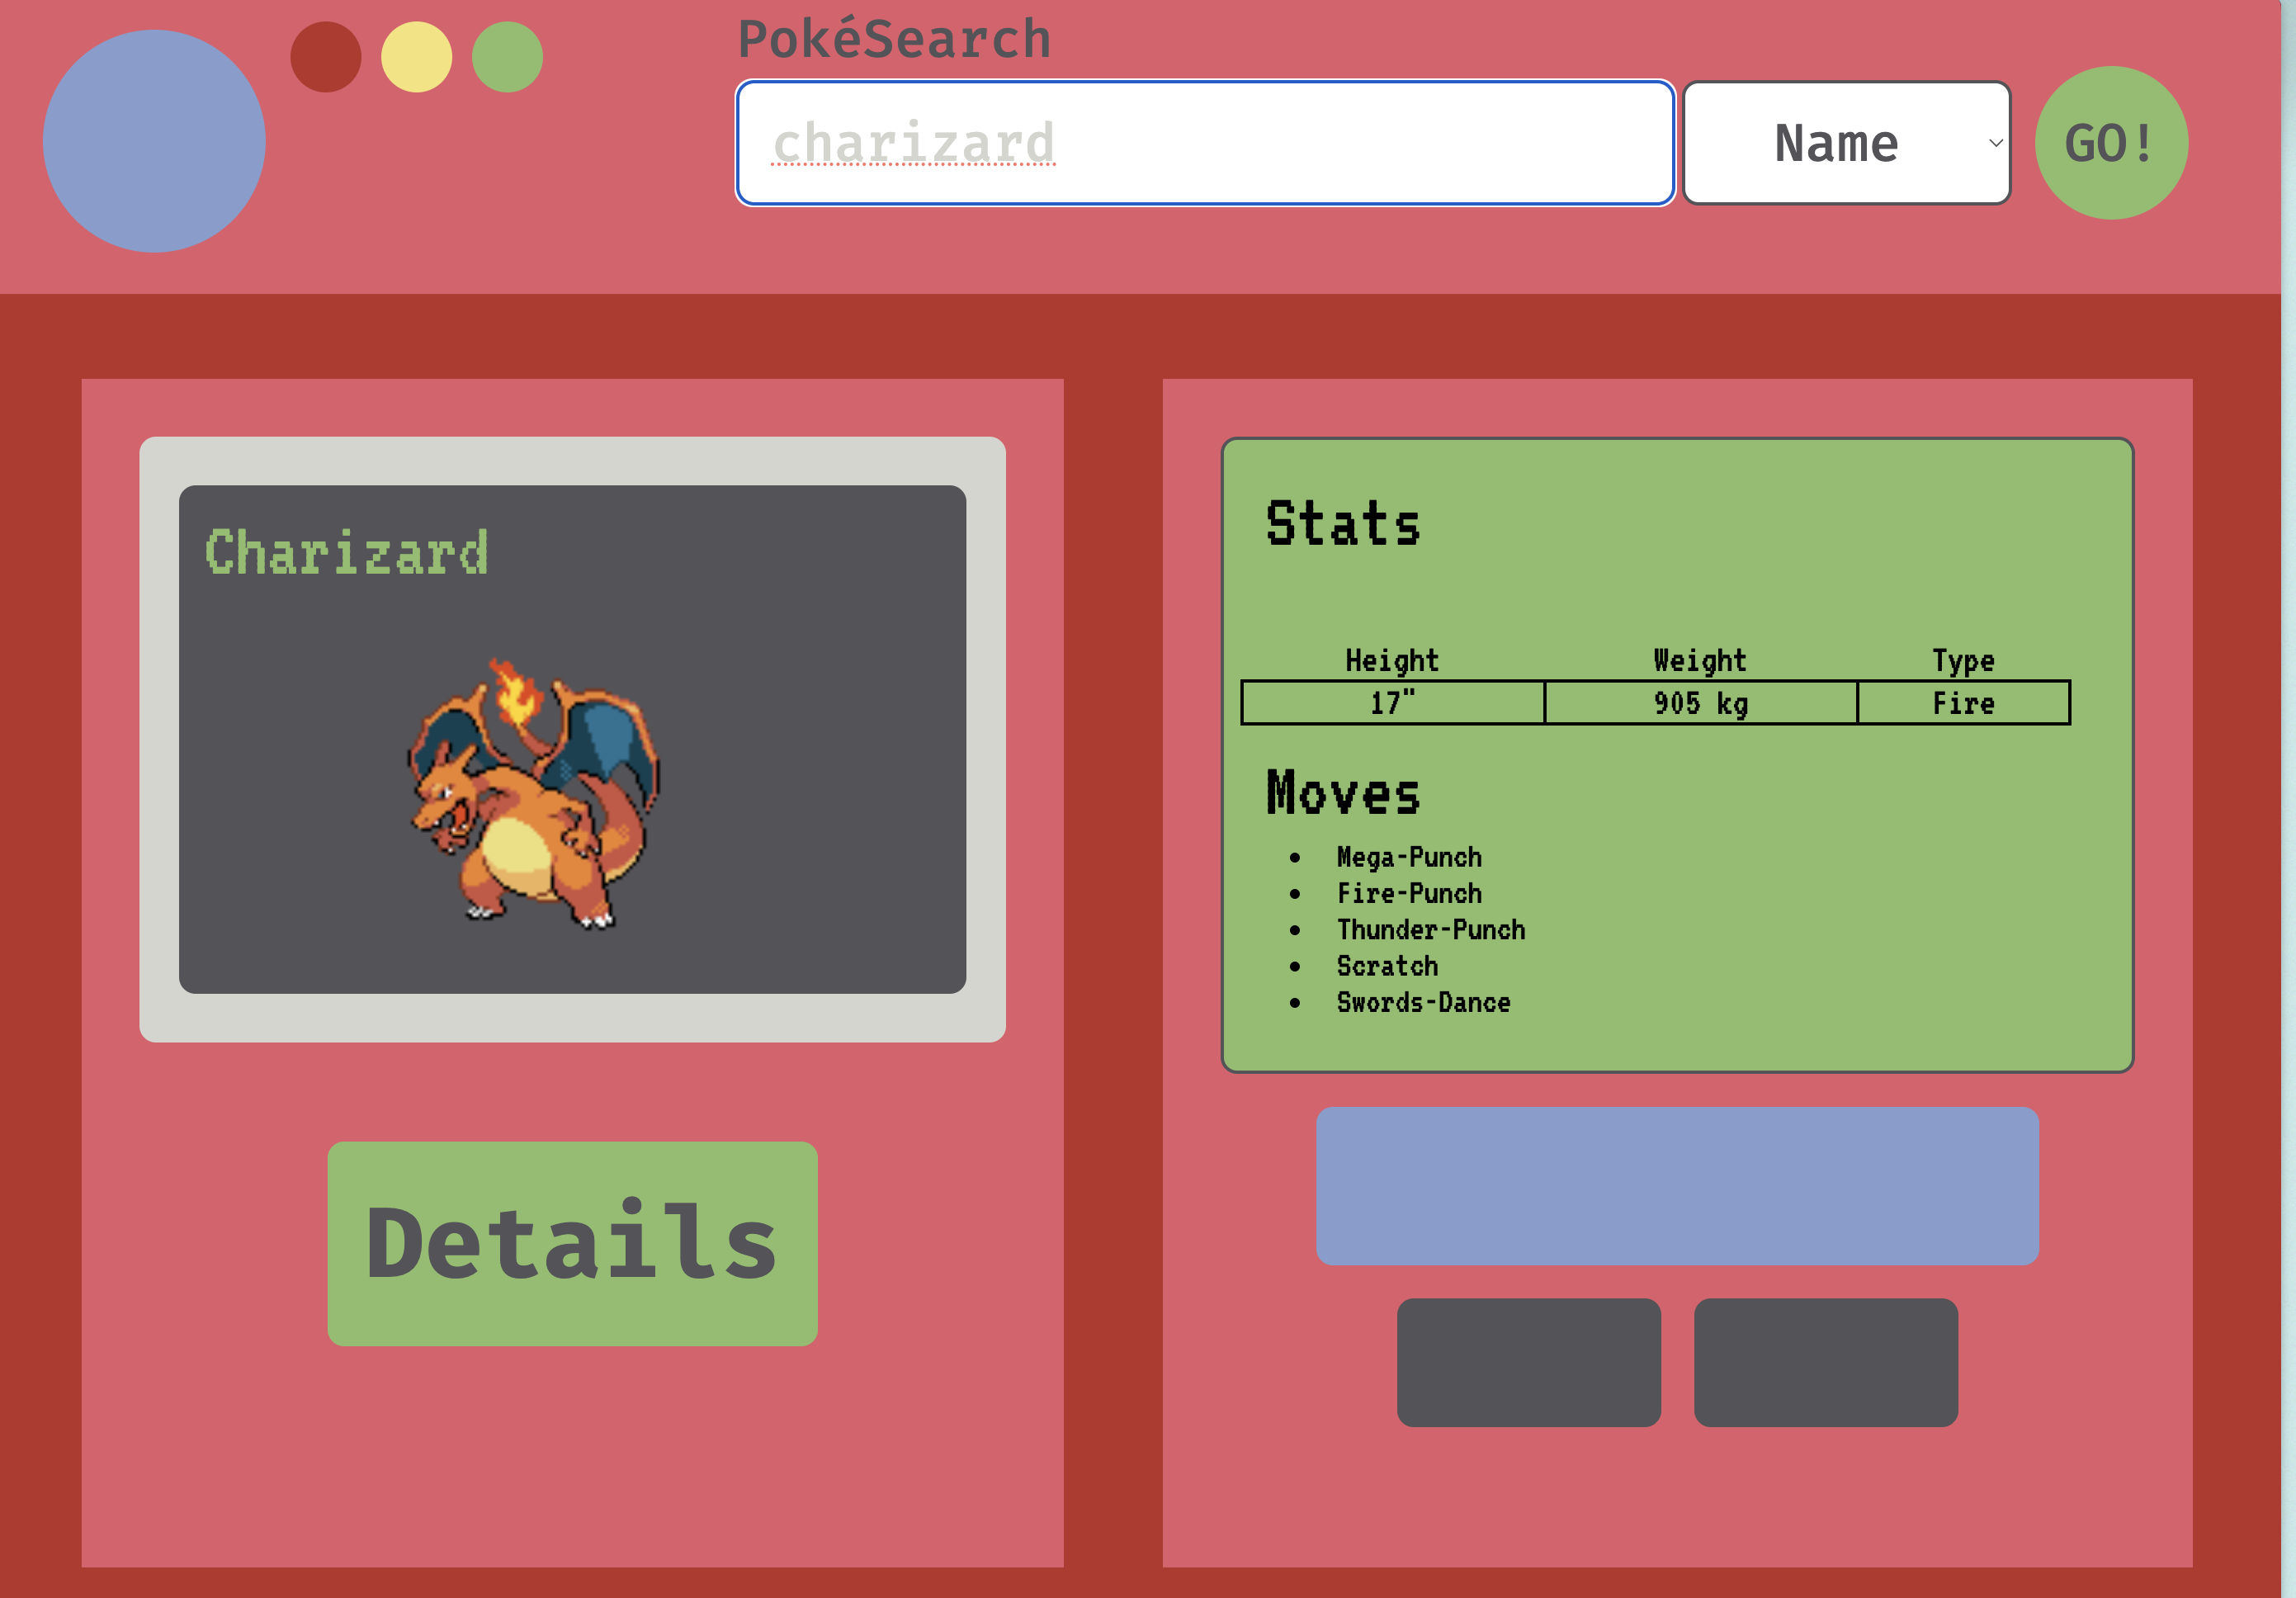 PokéSearch
charizard
Name
GO!
Charizard
Details
Stats
Height Weight Type
17" 905 kg Fire
Moves
• Mega-Punch
• Fire-Punch
• Thunder-Punch
• Scratch
• Swords-Dance